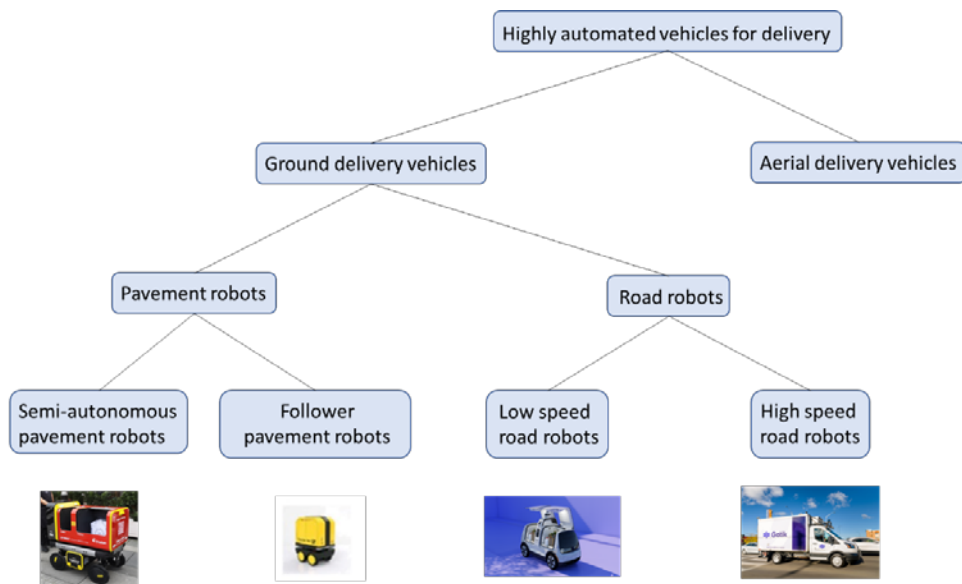 Highly automated vehicles for delivery
Ground delivery vehicles
Aerial delivery vehicles
Pavement robots
Road robots
Semi-autonomous
pavement robots
Follower
pavement robots
Low speed
road robots
High speed
road robots
Gatik